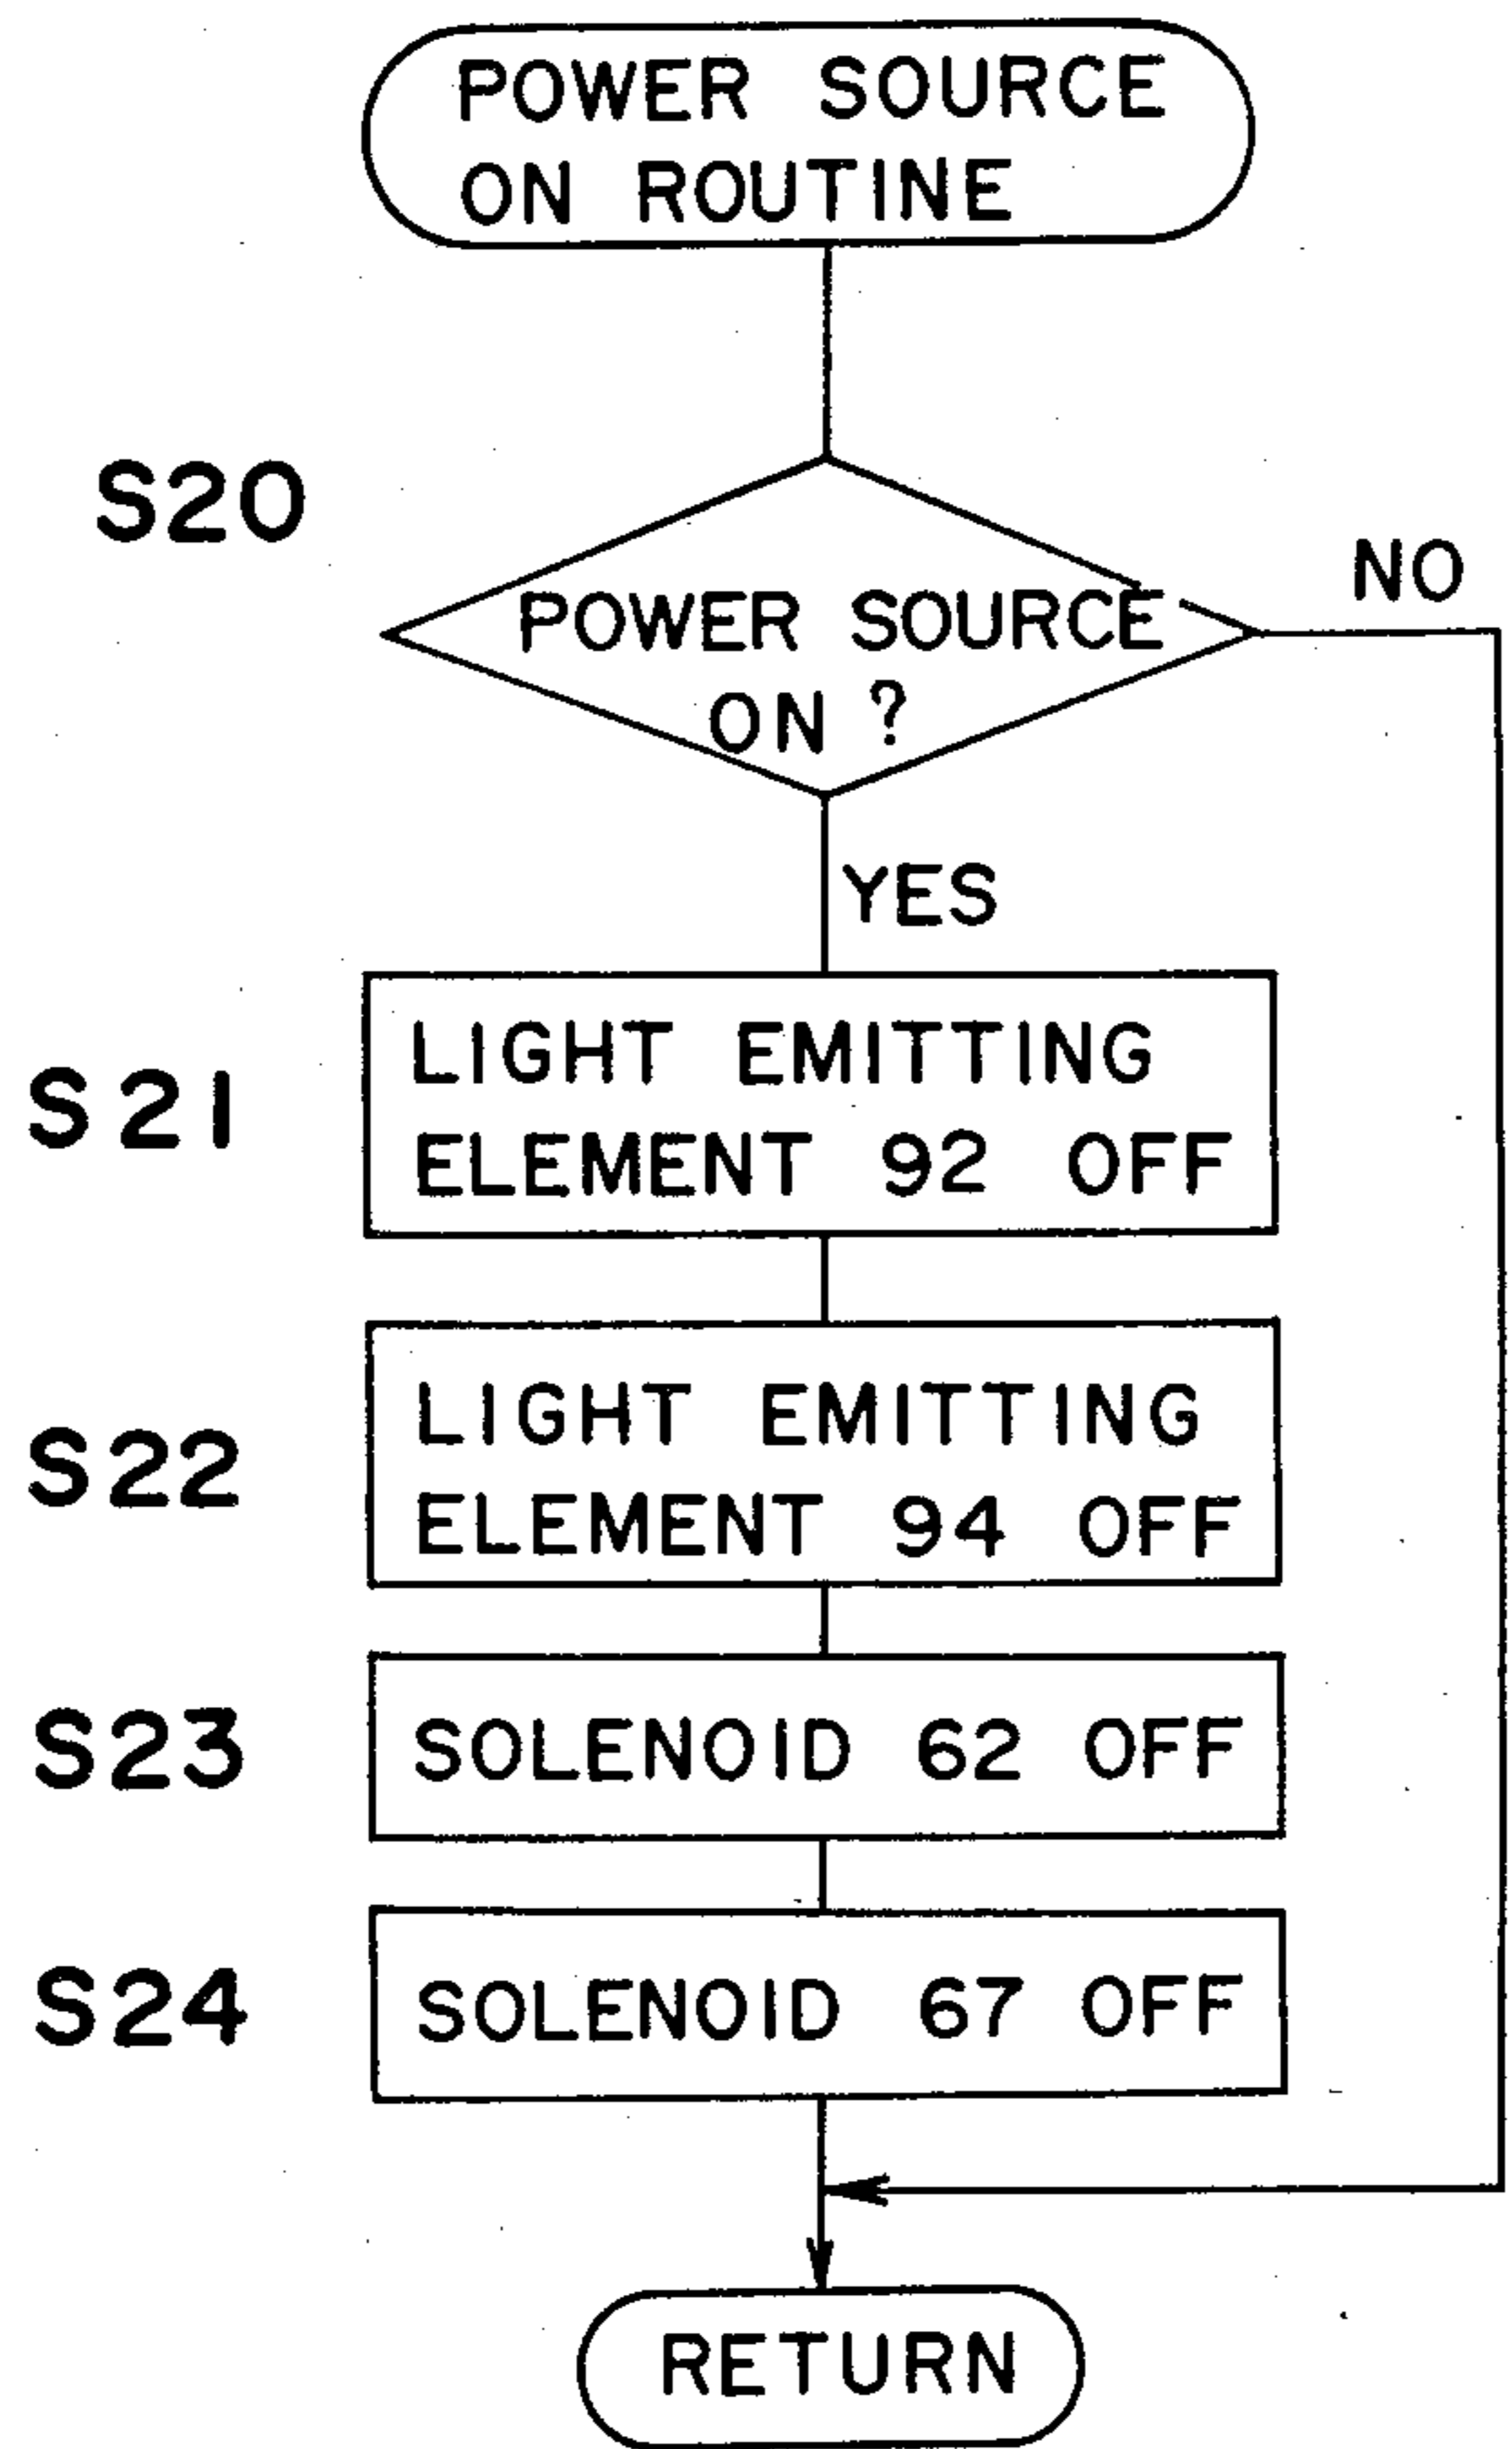 POWER SOURCE
ON ROUTINE
S20
POWER SOURCE
ON ?
NO
YES
S21
LIGHT EMITTING
ELEMENT 92 OFF
S22
LIGHT EMITTING
ELEMENT 94 OFF
S23
SOLENOID 62 OFF
S24
SOLENOID 67 OFF
RETURN